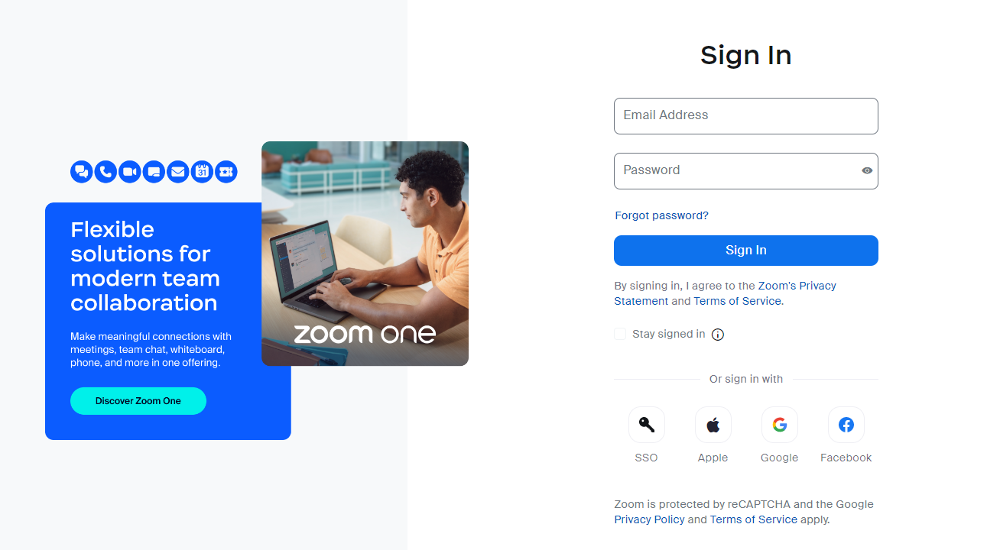 Flexible
solutions for
modern team
collaboration
Make meaningful connections with
meetings, team chat, whiteboard,
phone, and more in one offering.
Discover Zoom One
31
zoom one
Sign In
Email Address
Password
Forgot password?
Sign In
By signing in, I agree to the Zoom's Privacy
Statement and Terms of Service.
Stay signed in
Or sign in with
SSO
Apple
Google
Facebook
Zoom is protected by reCAPTCHA and the Google
Privacy Policy and Terms of Service apply.